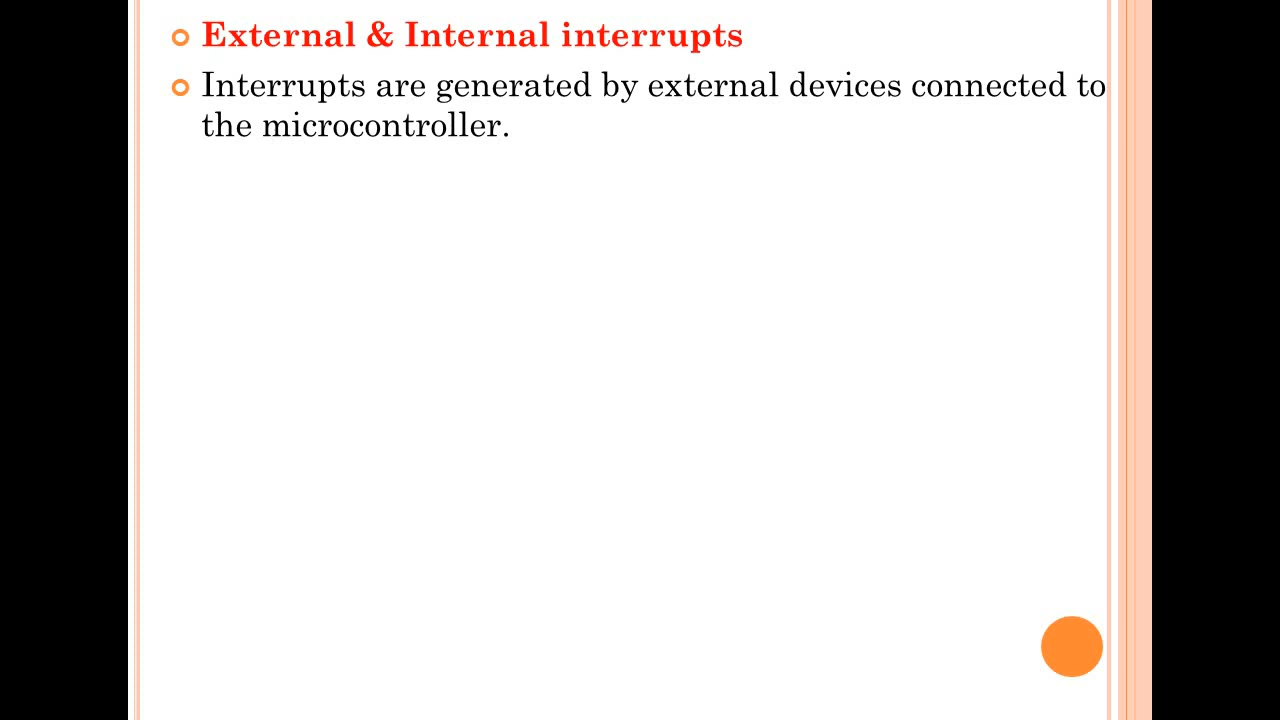 External & Internal interrupts
Interrupts are generated by external devices connected to
the microcontroller.